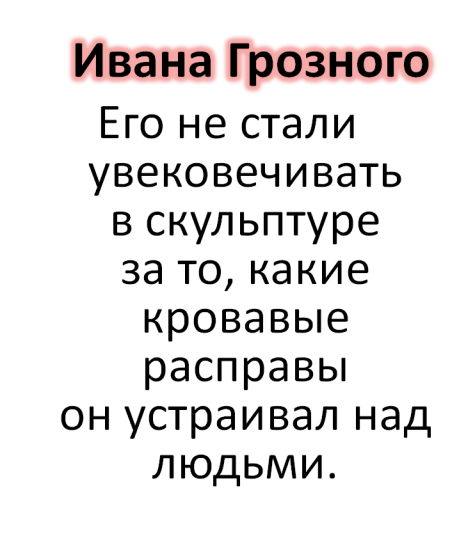 Ивана Грозного
Его не стали
увековечивать
в скульптуре
за то, какие
кровавые
расправы
он устраивал над
людьми.